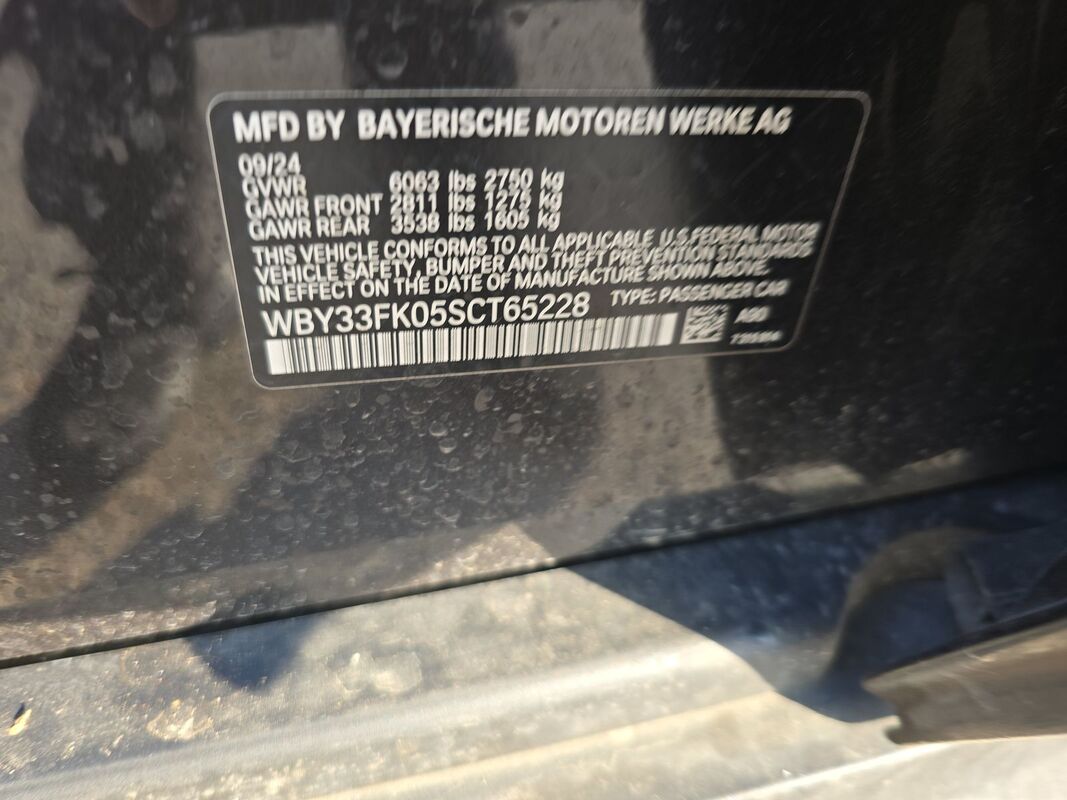 MFD BY BAYERISCHE MOTOREN WERKE AG
09/24
GVWR 6063 lbs 2750 kg
GAWR FRONT 2811 lbs 1275 kg
GAWR REAR 3538 lbs 1605 kg
THIS VEHICLE CONFORMS TO ALL APPLICABLE U.S. FEDERAL MOTOR
VEHICLE SAFETY, BUMPER AND THEFT PREVENTION STANDARDS
IN EFFECT ON THE DATE OF MANUFACTURE SHOWN ABOVE.
WBY33FK05SCT65228 TYPE: PASSENGER CAR